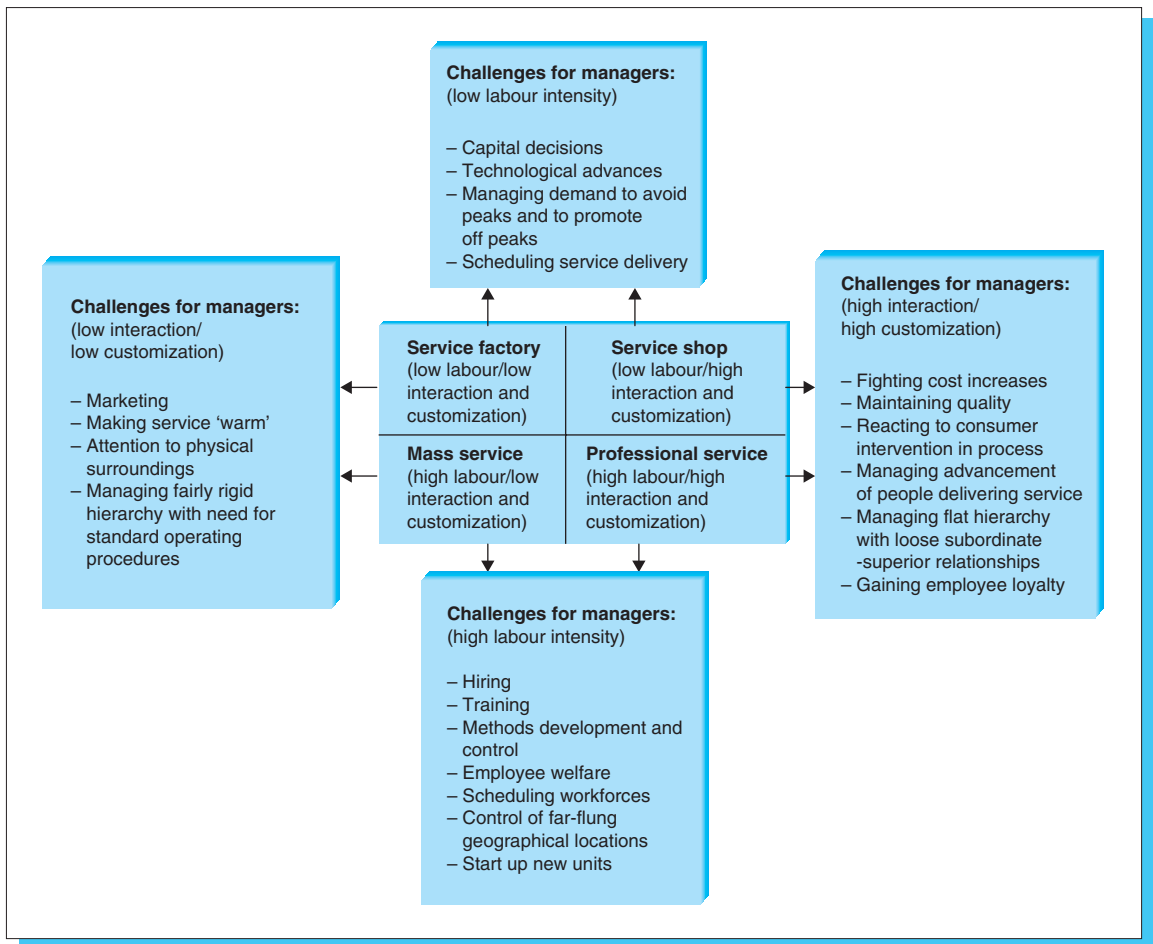 Challenges for managers:
(low labour intensity)
– Capital decisions
– Technological advances
– Managing demand to avoid
peaks and to promote
off peaks
– Scheduling service delivery
Challenges for managers:
(low interaction/
low customization)
– Marketing
– Making service ‘warm’
– Attention to physical
surroundings
– Managing fairly rigid
hierarchy with need for
standard operating
procedures
Service factory
(low labour/low
interaction and
customization)
Service shop
(low labour/high
interaction and
customization)
Mass service
(high labour/low
interaction and
customization)
Professional service
(high labour/high
interaction and
customization)
Challenges for managers:
(high interaction/
high customization)
– Fighting cost increases
– Maintaining quality
– Reacting to consumer
intervention in process
– Managing advancement
of people delivering service
– Managing flat hierarchy
with loose subordinate
-superior relationships
– Gaining employee loyalty
Challenges for managers:
(high labour intensity)
– Hiring
– Training
– Methods development and
control
– Employee welfare
– Scheduling workforces
– Control of far-flung
geographical locations
– Start up new units